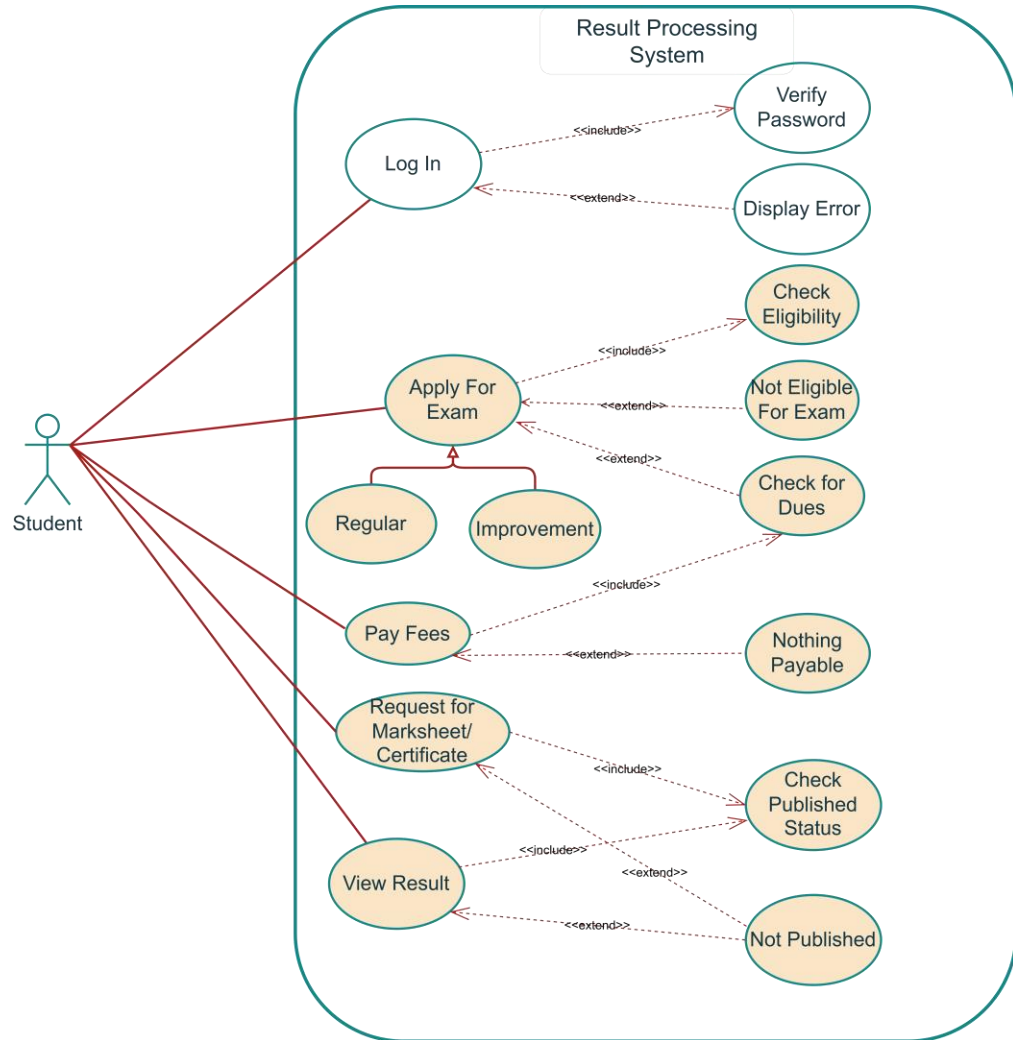 Result Processing
System
Verify
Password
<<include>>
Log In
<<extend>>
Display Error
Check
Eligibility
<<include>>
Apply For
Exam
Not Eligible
For Exam
<<extend>>
<<extend>>
Check for
Dues
Regular
Improvement
Student
<<include>>
Pay Fees
Nothing
Payable
<<extend>>
Request for
Marksheet/
Certificate
<<include>>
Check
Published
Status
<<include>>
View Result
<<extend>>
<<extend>>
Not Published